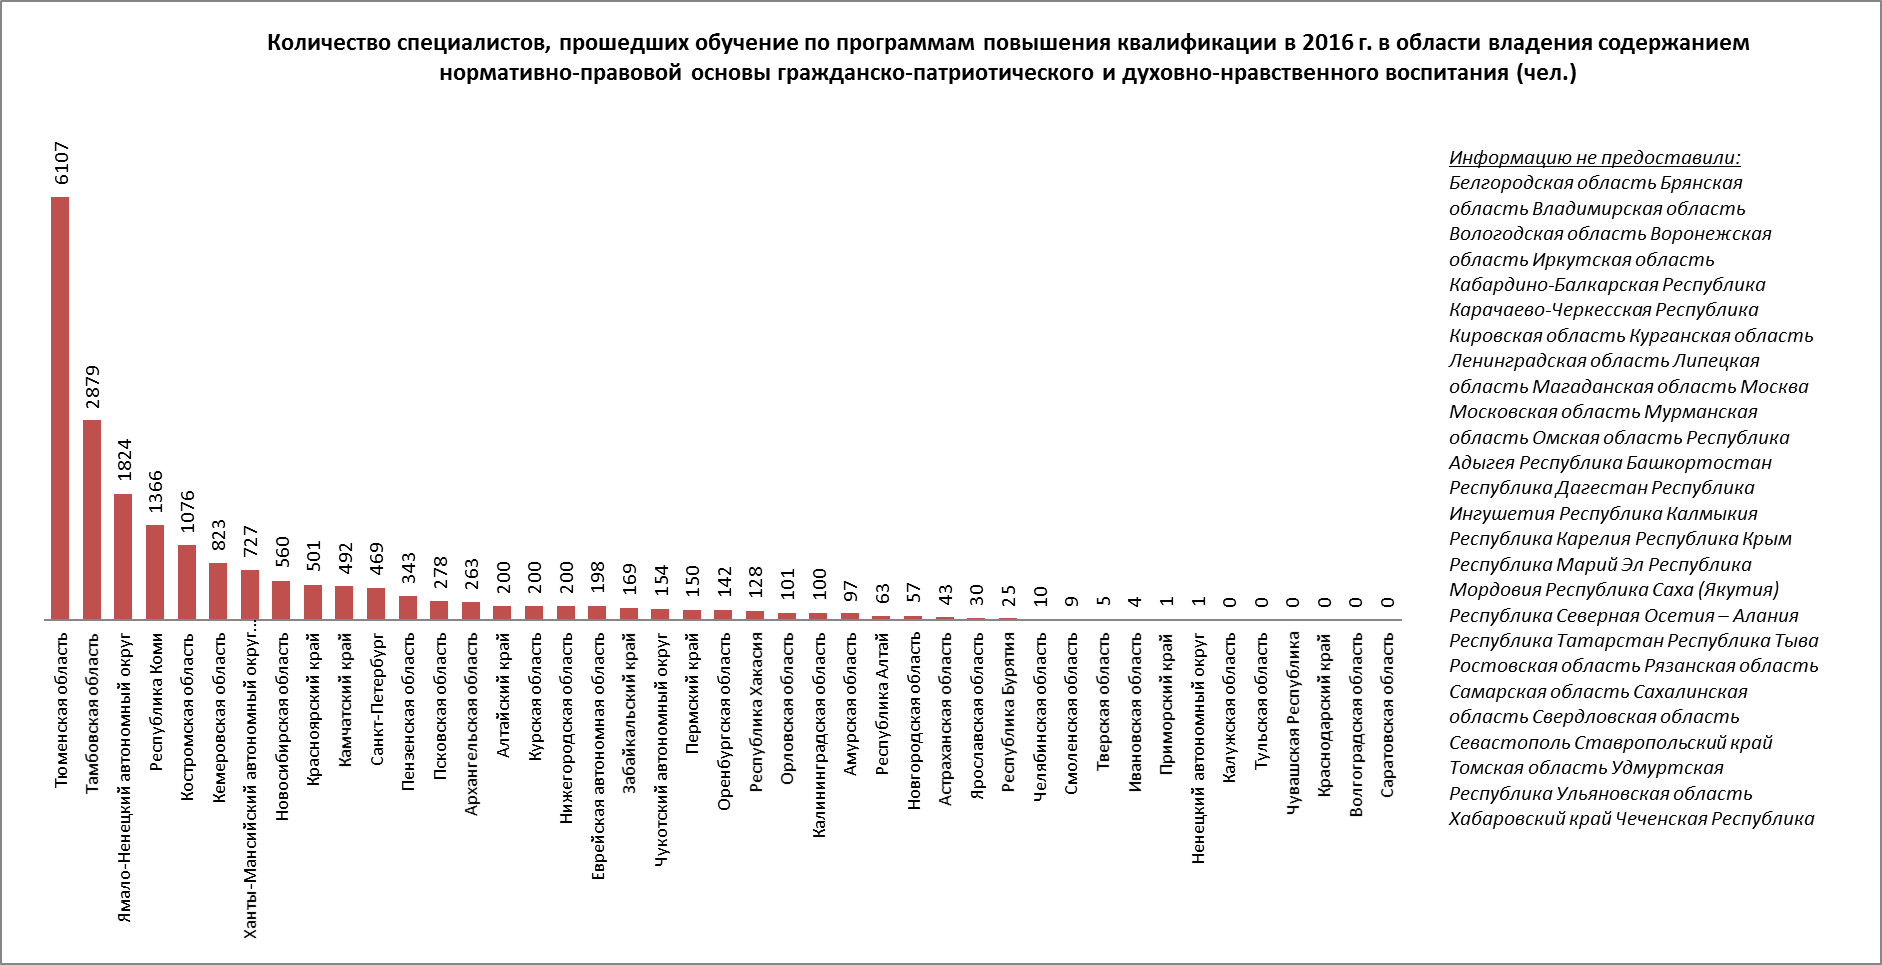 Количество специалистов, прошедших обучение по программам повышения квалификации в 2016 г. в области владения содержанием
нормативно-правовой основы гражданско-патриотического и духовно-нравственного воспитания (чел.)
6107
2879
1824
1366
1076
823
727
560
501
492
469
343
278
263
200
200
200
198
169
154
150
142
128
101
100
97
63
57
43
30
25
10
9
5
4
1
1
0
0
0
0
0
0
Тюменская область
Тамбовская область
Ямало-Ненецкий автономный округ
Республика Коми
Костромская область
Кемеровская область
Ханты-Мансийский автономный округ…
Новосибирская область
Красноярский край
Камчатский край
Санкт-Петербург
Пензенская область
Псковская область
Архангельская область
Алтайский край
Курская область
Нижегородская область
Еврейская автономная область
Забайкальский край
Чукотский автономный округ
Пермский край
Оренбургская область
Республика Хакасия
Орловская область
Калининградская область
Амурская область
Республика Алтай
Новгородская область
Астраханская область
Ярославская область
Республика Бурятия
Челябинская область
Смоленская область
Тверская область
Ивановская область
Приморский край
Ненецкий автономный округ
Калужская область
Тульская область
Чувашская Республика
Краснодарский край
Волгоградская область
Саратовская область
Информацию не предоставили:
Белгородская область Брянская
область Владимирская область
Вологодская область Воронежская
область Иркутская область
Кабардино-Балкарская Республика
Карачаево-Черкесская Республика
Кировская область Курганская область
Ленинградская область Липецкая
область Магаданская область Москва
Московская область Мурманская
область Омская область Республика
Адыгея Республика Башкортостан
Республика Дагестан Республика
Ингушетия Республика Калмыкия
Республика Карелия Республика Крым
Республика Марий Эл Республика
Мордовия Республика Саха (Якутия)
Республика Северная Осетия – Алания
Республика Татарстан Республика Тыва
Ростовская область Рязанская область
Самарская область Сахалинская
область Свердловская область
Севастополь Ставропольский край
Томская область Удмуртская
Республика Ульяновская область
Хабаровский край Чеченская Республика